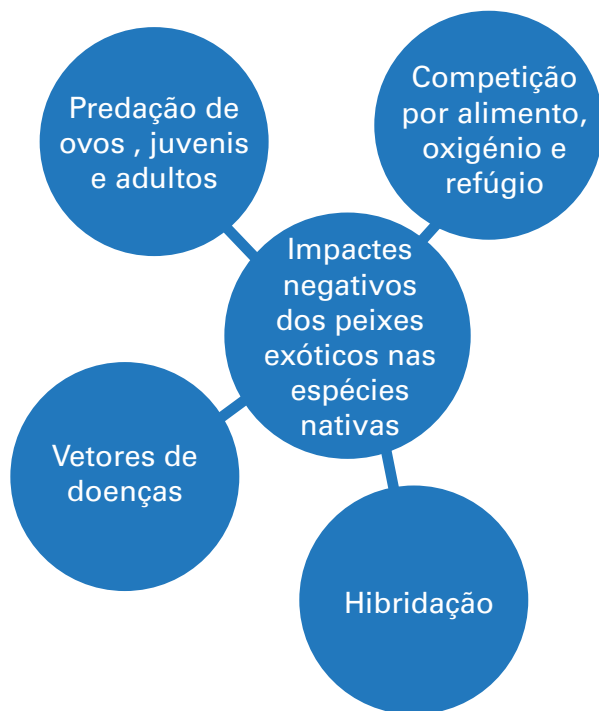 Predação de
ovos , juvenis
e adultos
Competição
por alimento,
oxigénio e
refúgio
Impactes
negativos
dos peixes
exóticos nas
espécies
nativas
Vetores de
doenças
Hibridação